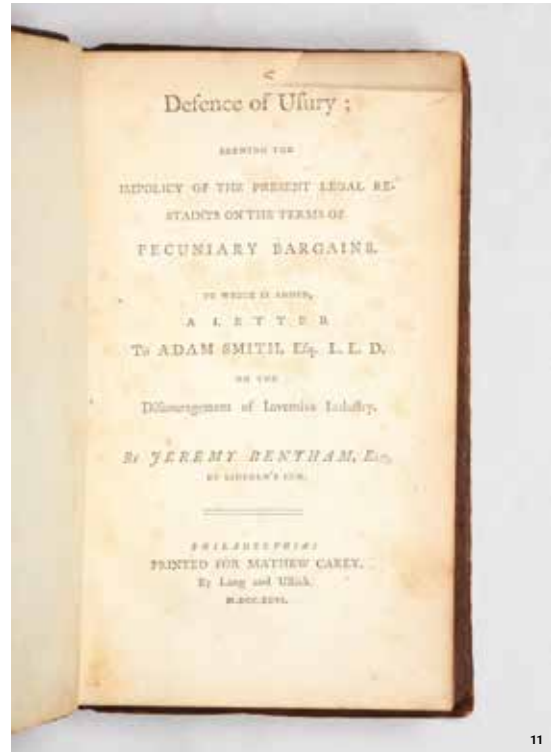 Defence of Uſury ;
SHEWING THE
IMPOLICY OF THE PRESENT LEGAL RE-
STAINTS ON THE TERMS OF
PECUNIARY BARGAINS.
TO WHICH IS ADDED,
A LETTER
To ADAM SMITH, Eſq. L. L. D.
ON THE
Diſcouragement of Inventive Induſtry.
By JEREMY BENTHAM, Eſq.
OF LINCOLN'S INN.
PHILADELPHIA:
PRINTED FOR MATHEW CAREY.
By Lang and Uſtick.
M.DCC.XCVI.
11